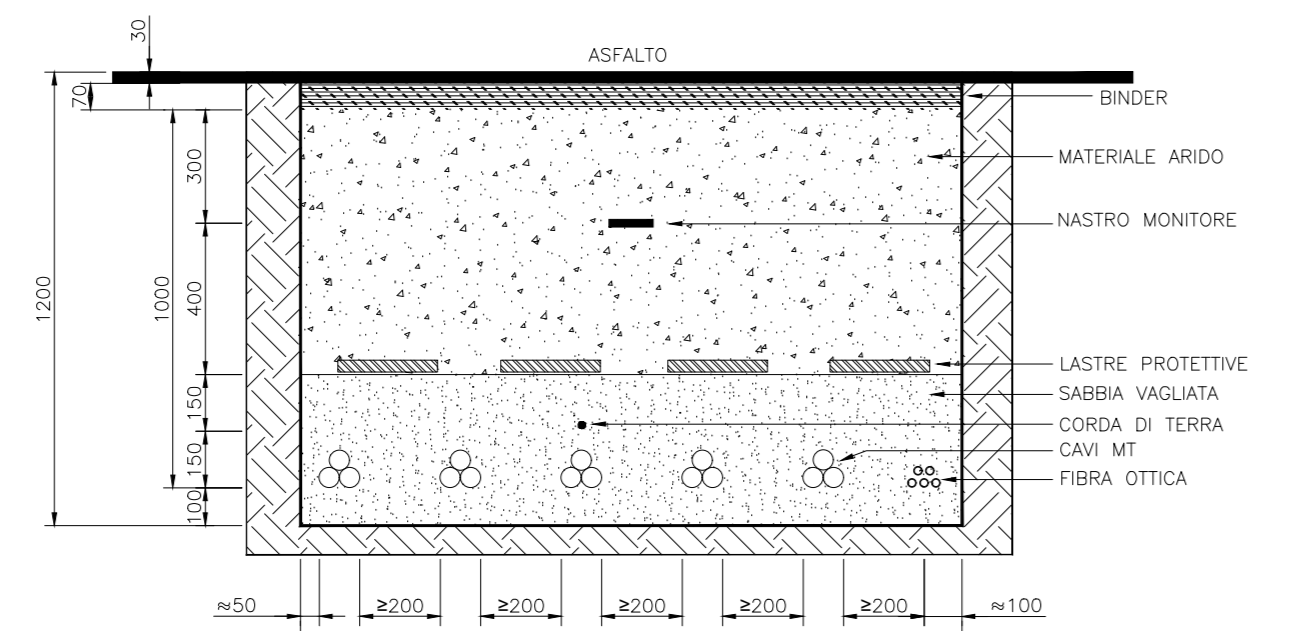 30
ASFALTO
70
BINDER
300
MATERIALE ARIDO
NASTRO MONITORE
1200
1000
400
LASTRE PROTETTIVE
150
SABBIA VAGLIATA
CORDA DI TERRA
150
CAVI MT
FIBRA OTTICA
100
≈50
≥200
≥200
≥200
≥200
≥200
≈100